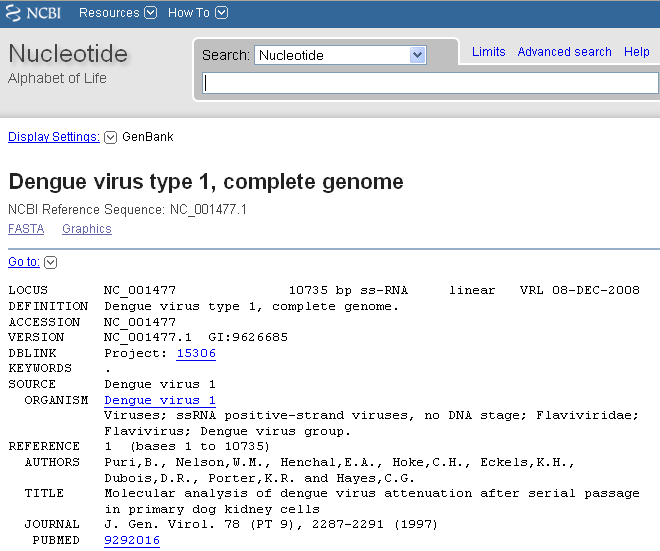 NCBI Resources How To
Nucleotide
Alphabet of Life
Search: Nucleotide
Limits Advanced search Help
Display Settings: GenBank
Dengue virus type 1, complete genome
NCBI Reference Sequence: NC_001477.1
FASTA Graphics
Go to:
LOCUS NC_001477 10735 bp ss-RNA linear VRL 08-DEC-2008
DEFINITION Dengue virus type 1, complete genome.
ACCESSION NC_001477
VERSION NC_001477.1 GI:9626685
DBLINK Project: 15306
KEYWORDS .
SOURCE Dengue virus 1
ORGANISM Dengue virus 1
Viruses; ssRNA positive-strand viruses, no DNA stage; Flaviviridae;
Flavivirus; Dengue virus group.
REFERENCE 1 (bases 1 to 10735)
AUTHORS Puri,B., Nelson,W.M., Henchal,E.A., Hoke,C.H., Eckels,K.H.,
Dubois,D.R., Porter,K.R. and Hayes,C.G.
TITLE Molecular analysis of dengue virus attenuation after serial passage
in primary dog kidney cells
JOURNAL J. Gen. Virol. 78 (PT 9), 2287-2291 (1997)
PUBMED 9292016